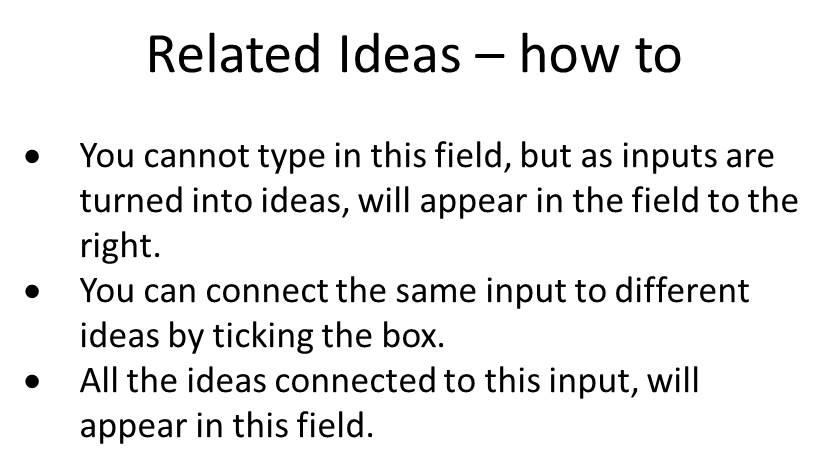 Related Ideas – how to
• You cannot type in this field, but as inputs are
turned into ideas, will appear in the field to the
right.
• You can connect the same input to different
ideas by ticking the box.
• All the ideas connected to this input, will
appear in this field.